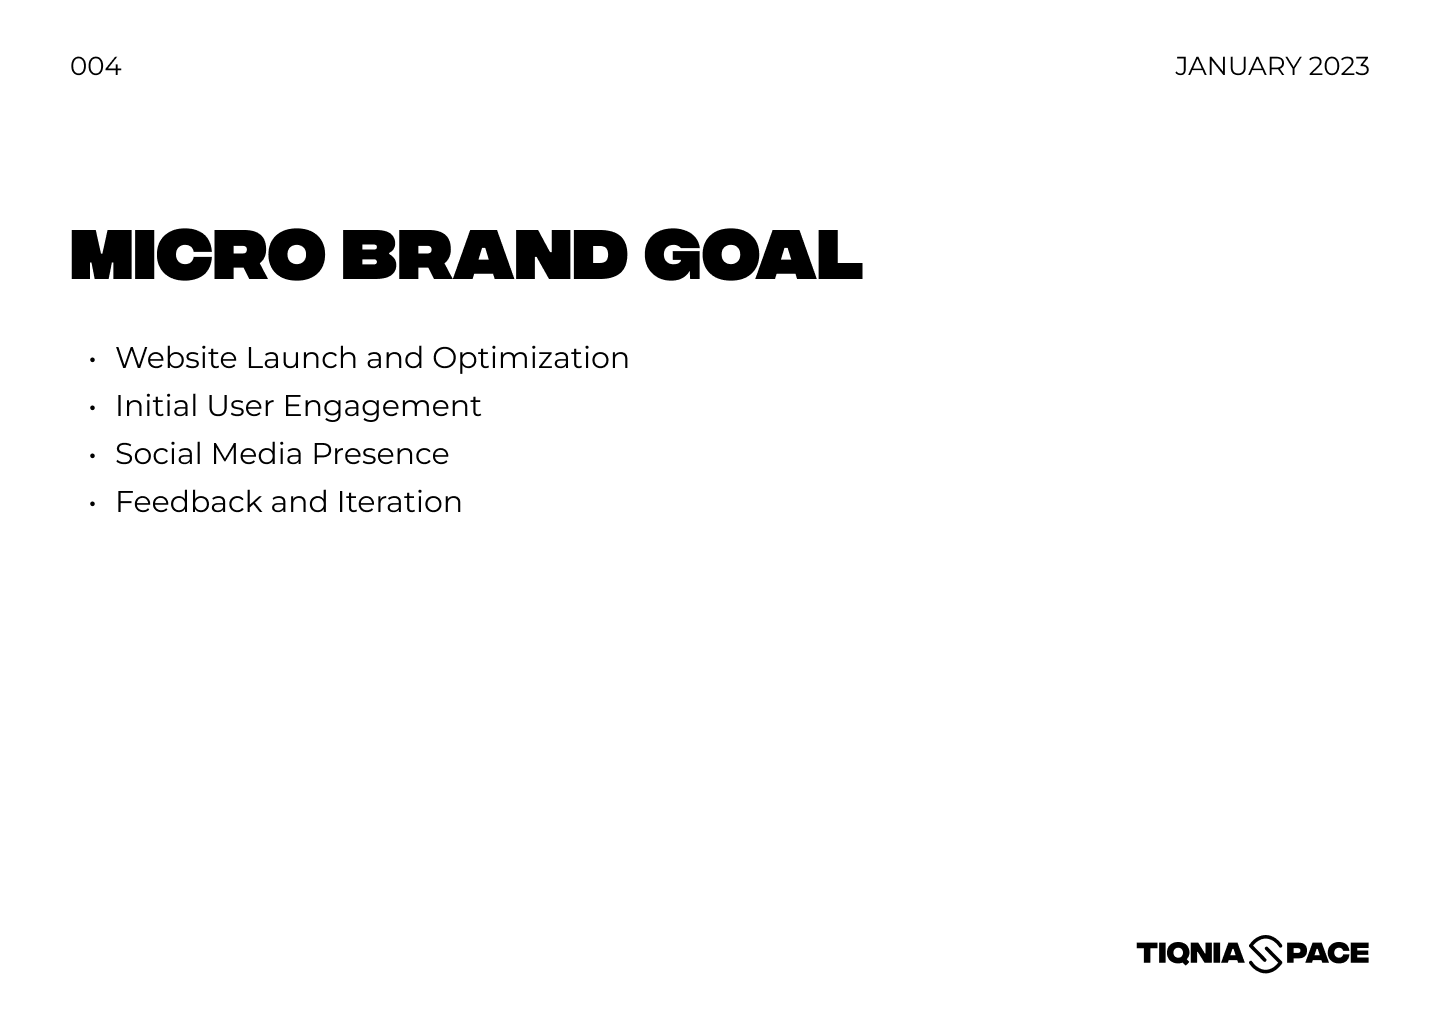 004
JANUARY 2023
MICRO BRAND GOAL
• Website Launch and Optimization
• Initial User Engagement
• Social Media Presence
• Feedback and Iteration
TIQNIA SPACE